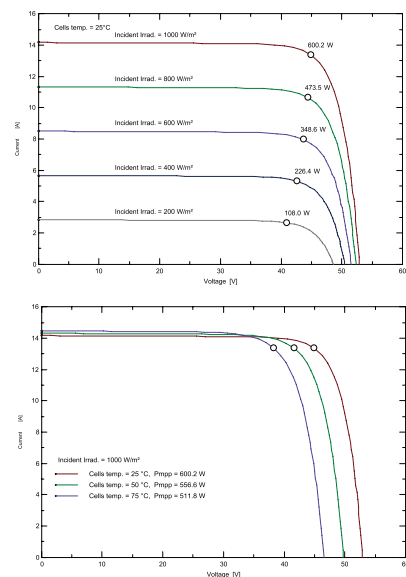 16
Cells temp. = 25°C
Incident Irrad. = 1000 W/m²
600.2 W
14
12
Incident Irrad. = 800 W/m²
473.5 W
10
Incident Irrad. = 600 W/m²
348.6 W
8
Current [A]
6
Incident Irrad. = 400 W/m²
226.4 W
4
Incident Irrad. = 200 W/m²
108.0 W
2
0
0 10 20 30 40 50 60
Voltage [V]
16
14
12
10
8
Current [A]
6
Incident Irrad. = 1000 W/m²
Cells temp. = 25 °C, Pmpp = 600.2 W
4
Cells temp. = 50 °C, Pmpp = 556.6 W
Cells temp. = 75 °C, Pmpp = 511.8 W
2
0
0 10 20 30 40 50 60
Voltage [V]